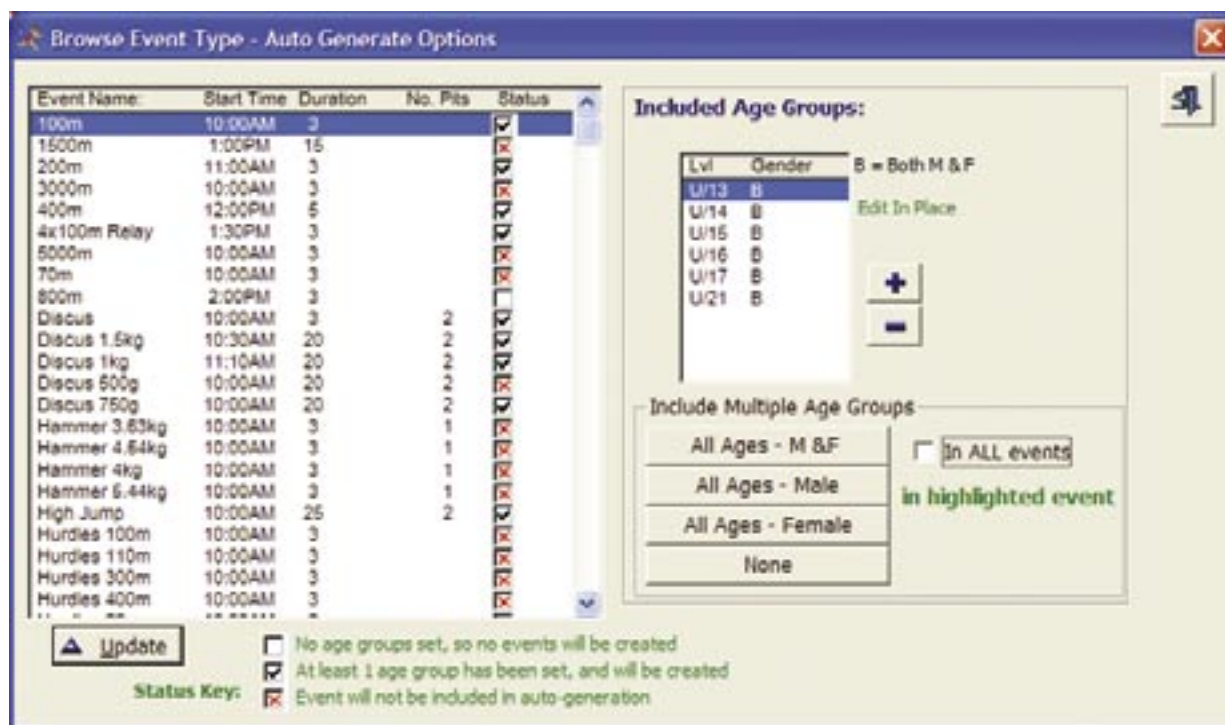 Browse Event Type - Auto Generate Options
Event Name: Start Time Duration No. Pits Status
100m 10:00AM 3
1500m 1:00PM 15
200m 11:00AM 3
3000m 10:00AM 3
400m 12:00PM 5
4x100m Relay 1:30PM 3
5000m 10:00AM 3
70m 10:00AM 3
800m 2:00PM 3
Discus 10:00AM 3 2
Discus 1.5kg 10:30AM 20 2
Discus 1kg 11:10AM 20 2
Discus 500g 10:00AM 20 2
Discus 750g 10:00AM 20 2
Hammer 3.63kg 10:00AM 3 1
Hammer 4.54kg 10:00AM 3 1
Hammer 4kg 10:00AM 3 1
Hammer 5.44kg 10:00AM 3 1
High Jump 10:00AM 25 2
Hurdles 100m 10:00AM 3
Hurdles 110m 10:00AM 3
Hurdles 300m 10:00AM 3
Hurdles 400m 10:00AM 3
Update
Status Key:
No age groups set, so no events will be created
At least 1 age group has been set, and will be created
Event will not be included in auto-generation
Included Age Groups:
Lvl Gender
U/13 B
U/14 B
U/15 B
U/16 B
U/17 B
U/21 B
B = Both M & F
Edit In Place
+
-
Include Multiple Age Groups
All Ages - M &F
All Ages - Male
All Ages - Female
None
In ALL events
in highlighted event